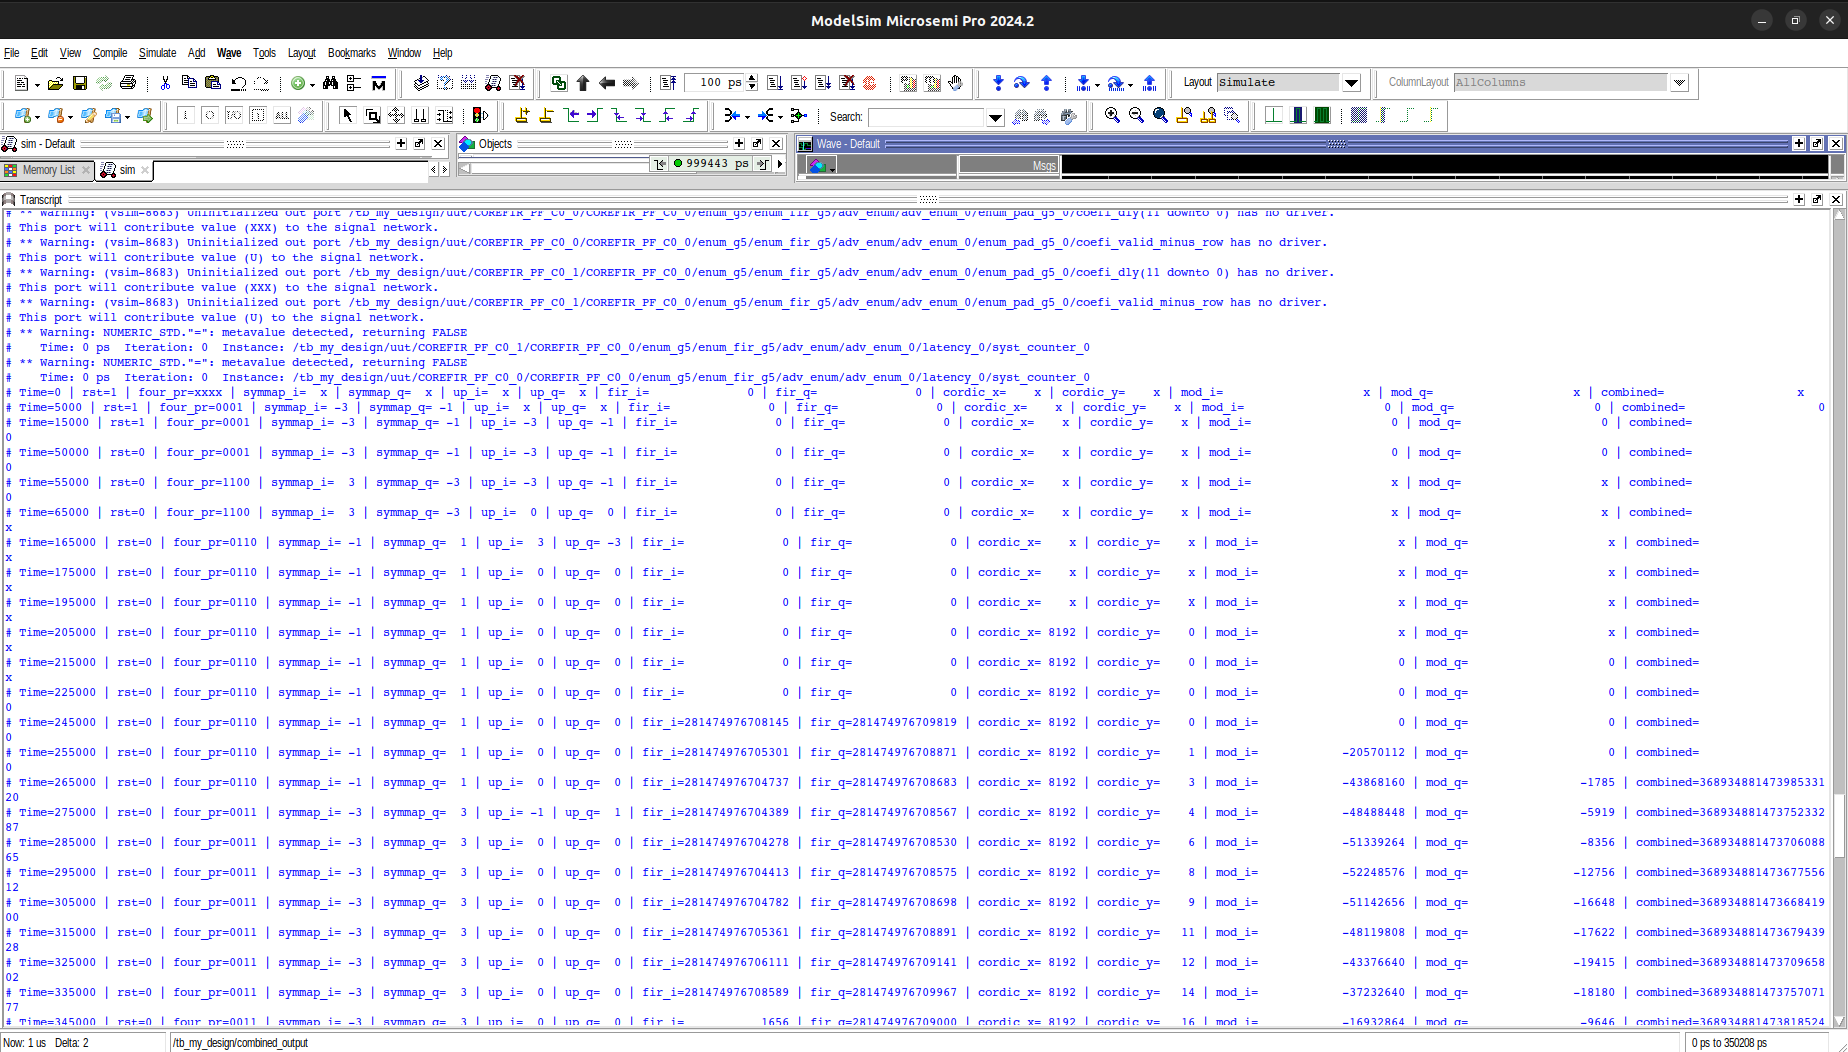 ModelSim Microsemi Pro 2024.2
File Edit View Compile Simulate Add Wave Tools Layout Bookmarks Window Help
100 ps
Layout Simulate
ColumnLayout AllColumns
Search:
sim - Default
Objects
Wave - Default
Memory List
sim
999443 ps
Msgs
Transcript
# ** Warning: (vsim-8683) Uninitialized out port /tb_my_design/uut/COREFIR_PF_C0_0/COREFIR_PF_C0_0/enum_g5/enum_fir_g5/adv_enum/adv_enum_0/enum_pad_g5_0/coefi_dly(11 downto 0) has no driver.
# This port will contribute value (XXX) to the signal network.
# ** Warning: (vsim-8683) Uninitialized out port /tb_my_design/uut/COREFIR_PF_C0_0/COREFIR_PF_C0_0/enum_g5/enum_fir_g5/adv_enum/adv_enum_0/enum_pad_g5_0/coefi_valid_minus_row has no driver.
# This port will contribute value (U) to the signal network.
# ** Warning: (vsim-8683) Uninitialized out port /tb_my_design/uut/COREFIR_PF_C0_1/COREFIR_PF_C0_0/enum_g5/enum_fir_g5/adv_enum/adv_enum_0/enum_pad_g5_0/coefi_dly(11 downto 0) has no driver.
# This port will contribute value (XXX) to the signal network.
# ** Warning: (vsim-8683) Uninitialized out port /tb_my_design/uut/COREFIR_PF_C0_1/COREFIR_PF_C0_0/enum_g5/enum_fir_g5/adv_enum/adv_enum_0/enum_pad_g5_0/coefi_valid_minus_row has no driver.
# This port will contribute value (U) to the signal network.
# ** Warning: NUMERIC_STD."=": metavalue detected, returning FALSE
#    Time: 0 ps  Iteration: 0  Instance: /tb_my_design/uut/COREFIR_PF_C0_1/COREFIR_PF_C0_0/enum_g5/enum_fir_g5/adv_enum/adv_enum_0/latency_0/syst_counter_0
# ** Warning: NUMERIC_STD."=": metavalue detected, returning FALSE
#    Time: 0 ps  Iteration: 0  Instance: /tb_my_design/uut/COREFIR_PF_C0_0/COREFIR_PF_C0_0/enum_g5/enum_fir_g5/adv_enum/adv_enum_0/latency_0/syst_counter_0
# Time=0 | rst=1 | four_pr=xxxx | symmap_i=  x | symmap_q=  x | up_i=  x | up_q=  x | fir_i=              0 | fir_q=              0 | cordic_x=    x | cordic_y=    x | mod_i=                    x | mod_q=                    x | combined=                   x
# Time=5000 | rst=1 | four_pr=0001 | symmap_i= -3 | symmap_q= -1 | up_i=  x | up_q=  x | fir_i=              0 | fir_q=              0 | cordic_x=    x | cordic_y=    x | mod_i=                    0 | mod_q=                    0 | combined=                   0
# Time=15000 | rst=1 | four_pr=0001 | symmap_i= -3 | symmap_q= -1 | up_i= -3 | up_q= -1 | fir_i=              0 | fir_q=              0 | cordic_x=    x | cordic_y=    x | mod_i=                    0 | mod_q=                    0 | combined=
0
# Time=50000 | rst=0 | four_pr=0001 | symmap_i= -3 | symmap_q= -1 | up_i= -3 | up_q= -1 | fir_i=              0 | fir_q=              0 | cordic_x=    x | cordic_y=    x | mod_i=                    0 | mod_q=                    0 | combined=
0
# Time=55000 | rst=0 | four_pr=1100 | symmap_i=  3 | symmap_q= -3 | up_i= -3 | up_q= -1 | fir_i=              0 | fir_q=              0 | cordic_x=    x | cordic_y=    x | mod_i=                    x | mod_q=                    x | combined=
0
# Time=65000 | rst=0 | four_pr=1100 | symmap_i=  3 | symmap_q= -3 | up_i=  0 | up_q=  0 | fir_i=              0 | fir_q=              0 | cordic_x=    x | cordic_y=    x | mod_i=                    x | mod_q=                    x | combined=
x
# Time=165000 | rst=0 | four_pr=0110 | symmap_i= -1 | symmap_q=  1 | up_i=  3 | up_q= -3 | fir_i=              0 | fir_q=              0 | cordic_x=    x | cordic_y=    x | mod_i=                    x | mod_q=                    x | combined=
x
# Time=175000 | rst=0 | four_pr=0110 | symmap_i= -1 | symmap_q=  1 | up_i=  0 | up_q=  0 | fir_i=              0 | fir_q=              0 | cordic_x=    x | cordic_y=    x | mod_i=                    x | mod_q=                    x | combined=
x
# Time=195000 | rst=0 | four_pr=0110 | symmap_i= -1 | symmap_q=  1 | up_i=  0 | up_q=  0 | fir_i=              0 | fir_q=              0 | cordic_x=    x | cordic_y=    X | mod_i=                    x | mod_q=                    x | combined=
x
# Time=205000 | rst=0 | four_pr=0110 | symmap_i= -1 | symmap_q=  1 | up_i=  0 | up_q=  0 | fir_i=              0 | fir_q=              0 | cordic_x= 8192 | cordic_y=    0 | mod_i=                    x | mod_q=                    x | combined=
x
# Time=215000 | rst=0 | four_pr=0110 | symmap_i= -1 | symmap_q=  1 | up_i=  0 | up_q=  0 | fir_i=              0 | fir_q=              0 | cordic_x= 8192 | cordic_y=    0 | mod_i=                    0 | mod_q=                    0 | combined=
x
# Time=225000 | rst=0 | four_pr=0110 | symmap_i= -1 | symmap_q=  1 | up_i=  0 | up_q=  0 | fir_i=              0 | fir_q=              0 | cordic_x= 8192 | cordic_y=    0 | mod_i=                    0 | mod_q=                    0 | combined=
0
# Time=245000 | rst=0 | four_pr=0110 | symmap_i= -1 | symmap_q=  1 | up_i=  0 | up_q=  0 | fir_i=281474976708145 | fir_q=281474976709819 | cordic_x= 8192 | cordic_y=    0 | mod_i=                    0 | mod_q=                    0 | combined=
0
# Time=255000 | rst=0 | four_pr=0110 | symmap_i= -1 | symmap_q=  1 | up_i=  0 | up_q=  0 | fir_i=281474976705301 | fir_q=281474976708871 | cordic_x= 8192 | cordic_y=    1 | mod_i=            -20570112 | mod_q=                    0 | combined=
0
# Time=265000 | rst=0 | four_pr=0110 | symmap_i= -1 | symmap_q=  1 | up_i=  0 | up_q=  0 | fir_i=281474976704737 | fir_q=281474976708683 | cordic_x= 8192 | cordic_y=    3 | mod_i=            -43868160 | mod_q=                -1785 | combined=368934881473985331
20
# Time=275000 | rst=0 | four_pr=0011 | symmap_i= -3 | symmap_q=  3 | up_i= -1 | up_q=  1 | fir_i=281474976704389 | fir_q=281474976708567 | cordic_x= 8192 | cordic_y=    4 | mod_i=            -48488448 | mod_q=                -5919 | combined=368934881473752332
87
# Time=285000 | rst=0 | four_pr=0011 | symmap_i= -3 | symmap_q=  3 | up_i=  0 | up_q=  0 | fir_i=281474976704278 | fir_q=281474976708530 | cordic_x= 8192 | cordic_y=    6 | mod_i=            -51339264 | mod_q=                -8356 | combined=368934881473706088
65
# Time=295000 | rst=0 | four_pr=0011 | symmap_i= -3 | symmap_q=  3 | up_i=  0 | up_q=  0 | fir_i=281474976704413 | fir_q=281474976708575 | cordic_x= 8192 | cordic_y=    8 | mod_i=            -52248576 | mod_q=               -12756 | combined=368934881473677556
12
# Time=305000 | rst=0 | four_pr=0011 | symmap_i= -3 | symmap_q=  3 | up_i=  0 | up_q=  0 | fir_i=281474976704782 | fir_q=281474976708698 | cordic_x= 8192 | cordic_y=    9 | mod_i=            -51142656 | mod_q=               -16648 | combined=368934881473668419
00
# Time=315000 | rst=0 | four_pr=0011 | symmap_i= -3 | symmap_q=  3 | up_i=  0 | up_q=  0 | fir_i=281474976705361 | fir_q=281474976708891 | cordic_x= 8192 | cordic_y=   11 | mod_i=            -48119808 | mod_q=               -17622 | combined=368934881473679439
28
# Time=325000 | rst=0 | four_pr=0011 | symmap_i= -3 | symmap_q=  3 | up_i=  0 | up_q=  0 | fir_i=281474976706111 | fir_q=281474976709141 | cordic_x= 8192 | cordic_y=   12 | mod_i=            -43376640 | mod_q=               -19415 | combined=368934881473709658
02
# Time=335000 | rst=0 | four_pr=0011 | symmap_i= -3 | symmap_q=  3 | up_i=  0 | up_q=  0 | fir_i=281474976708589 | fir_q=281474976709967 | cordic_x= 8192 | cordic_y=   14 | mod_i=            -37232640 | mod_q=               -18180 | combined=368934881473757071
77
# Time=345000 | rst=0 | four_pr=0011 | symmap_i= -3 | symmap_q=  3 | up_i=  0 | up_q=  0 | fir_i=           1656 | fir_q=281474976709000 | cordic_x= 8192 | cordic_y=   16 | mod_i=            -16932864 | mod_q=                -9646 | combined=368934881473818524
Now: 1 us  Delta: 2
/tb_my_design/combined_output
0 ps to 350208 ps